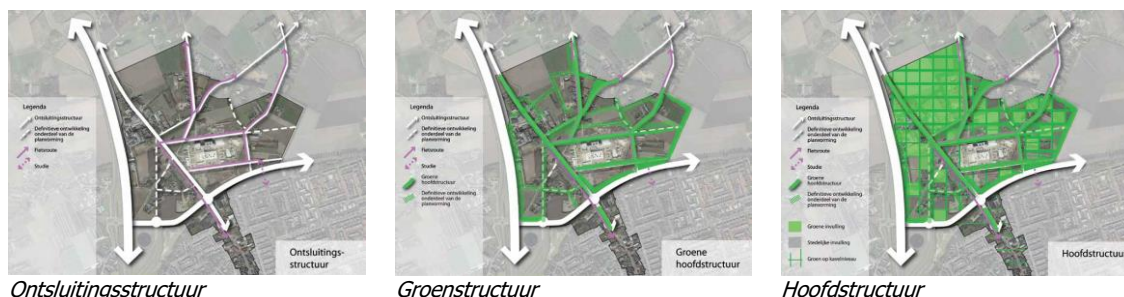 Legenda
Ontsluitingsstructuur
Definitieve ontwikkeling
onderdeel van de
planvorming
Fietsroute
Studie
Ontsluitings-
structuur
Ontsluitingsstructuur
Legenda
Ontsluitingsstructuur
Definitieve ontwikkeling
onderdeel van de
planvorming
Fietsroute
Studie
Groene
hoofdstructuur
Definitieve ontwikkeling
onderdeel van de
planvorming
Groene
hoofdstructuur
Groenstructuur
Legenda
Ontsluitingsstructuur
Definitieve ontwikkeling
onderdeel van de
planvorming
Fietsroute
Studie
Groene
hoofdstructuur
Definitieve ontwikkeling
onderdeel van de
planvorming
Groene invulling
Stedelijke invulling
Groen op kavelniveau
Hoofdstructuur
Hoofdstructuur